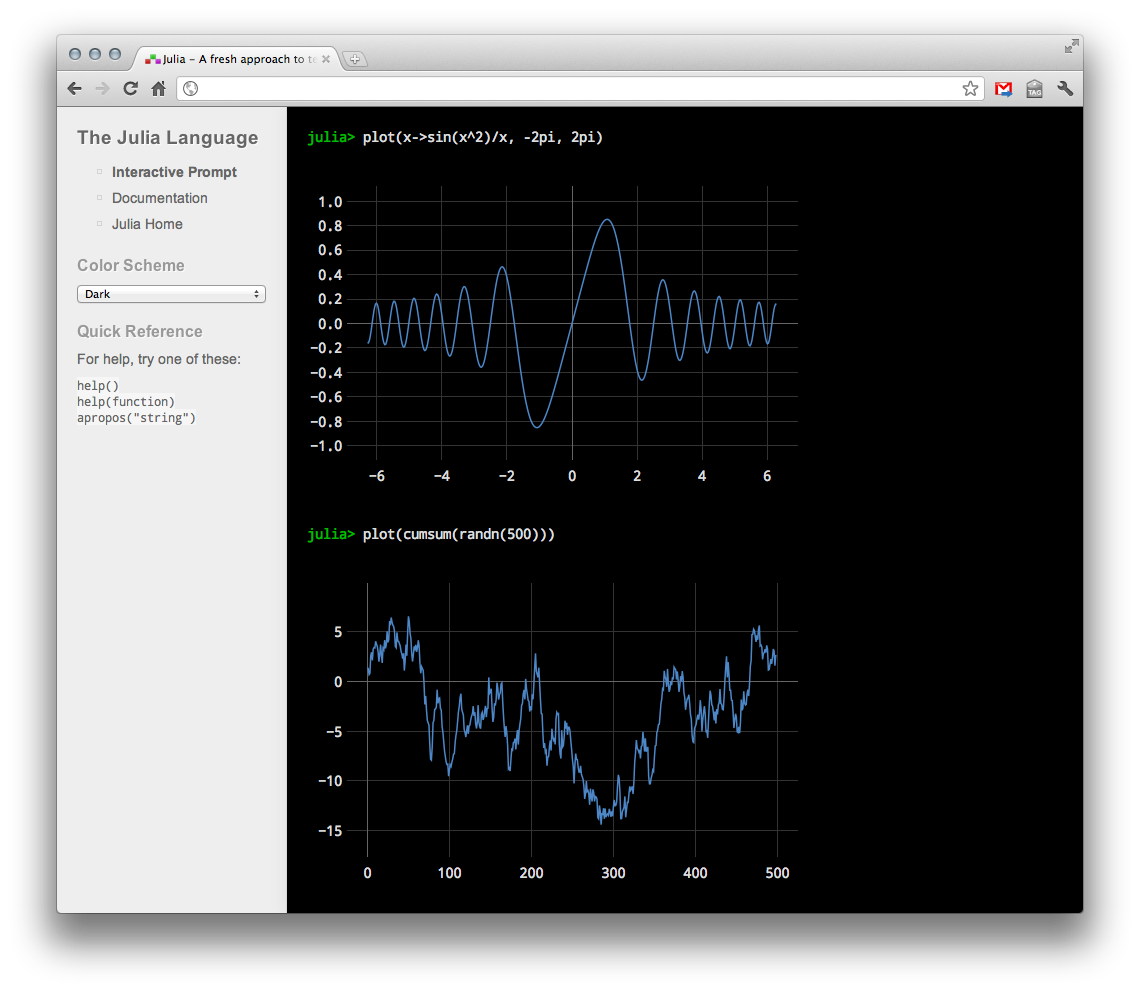 Julia – A fresh approach to te
TAG
The Julia Language
Interactive Prompt
Documentation
Julia Home
Color Scheme
Dark
Quick Reference
For help, try one of these:
help()
help(function)
apropos("string")
julia> plot(x->sin(x^2)/x, -2pi, 2pi)
1.0
0.8
0.6
0.4
0.2
0.0
−0.2
−0.4
−0.6
−0.8
−1.0
−6 −4 −2 0 2 4 6
julia> plot(cumsum(randn(500)))
5
0
−5
−10
−15
0 100 200 300 400 500